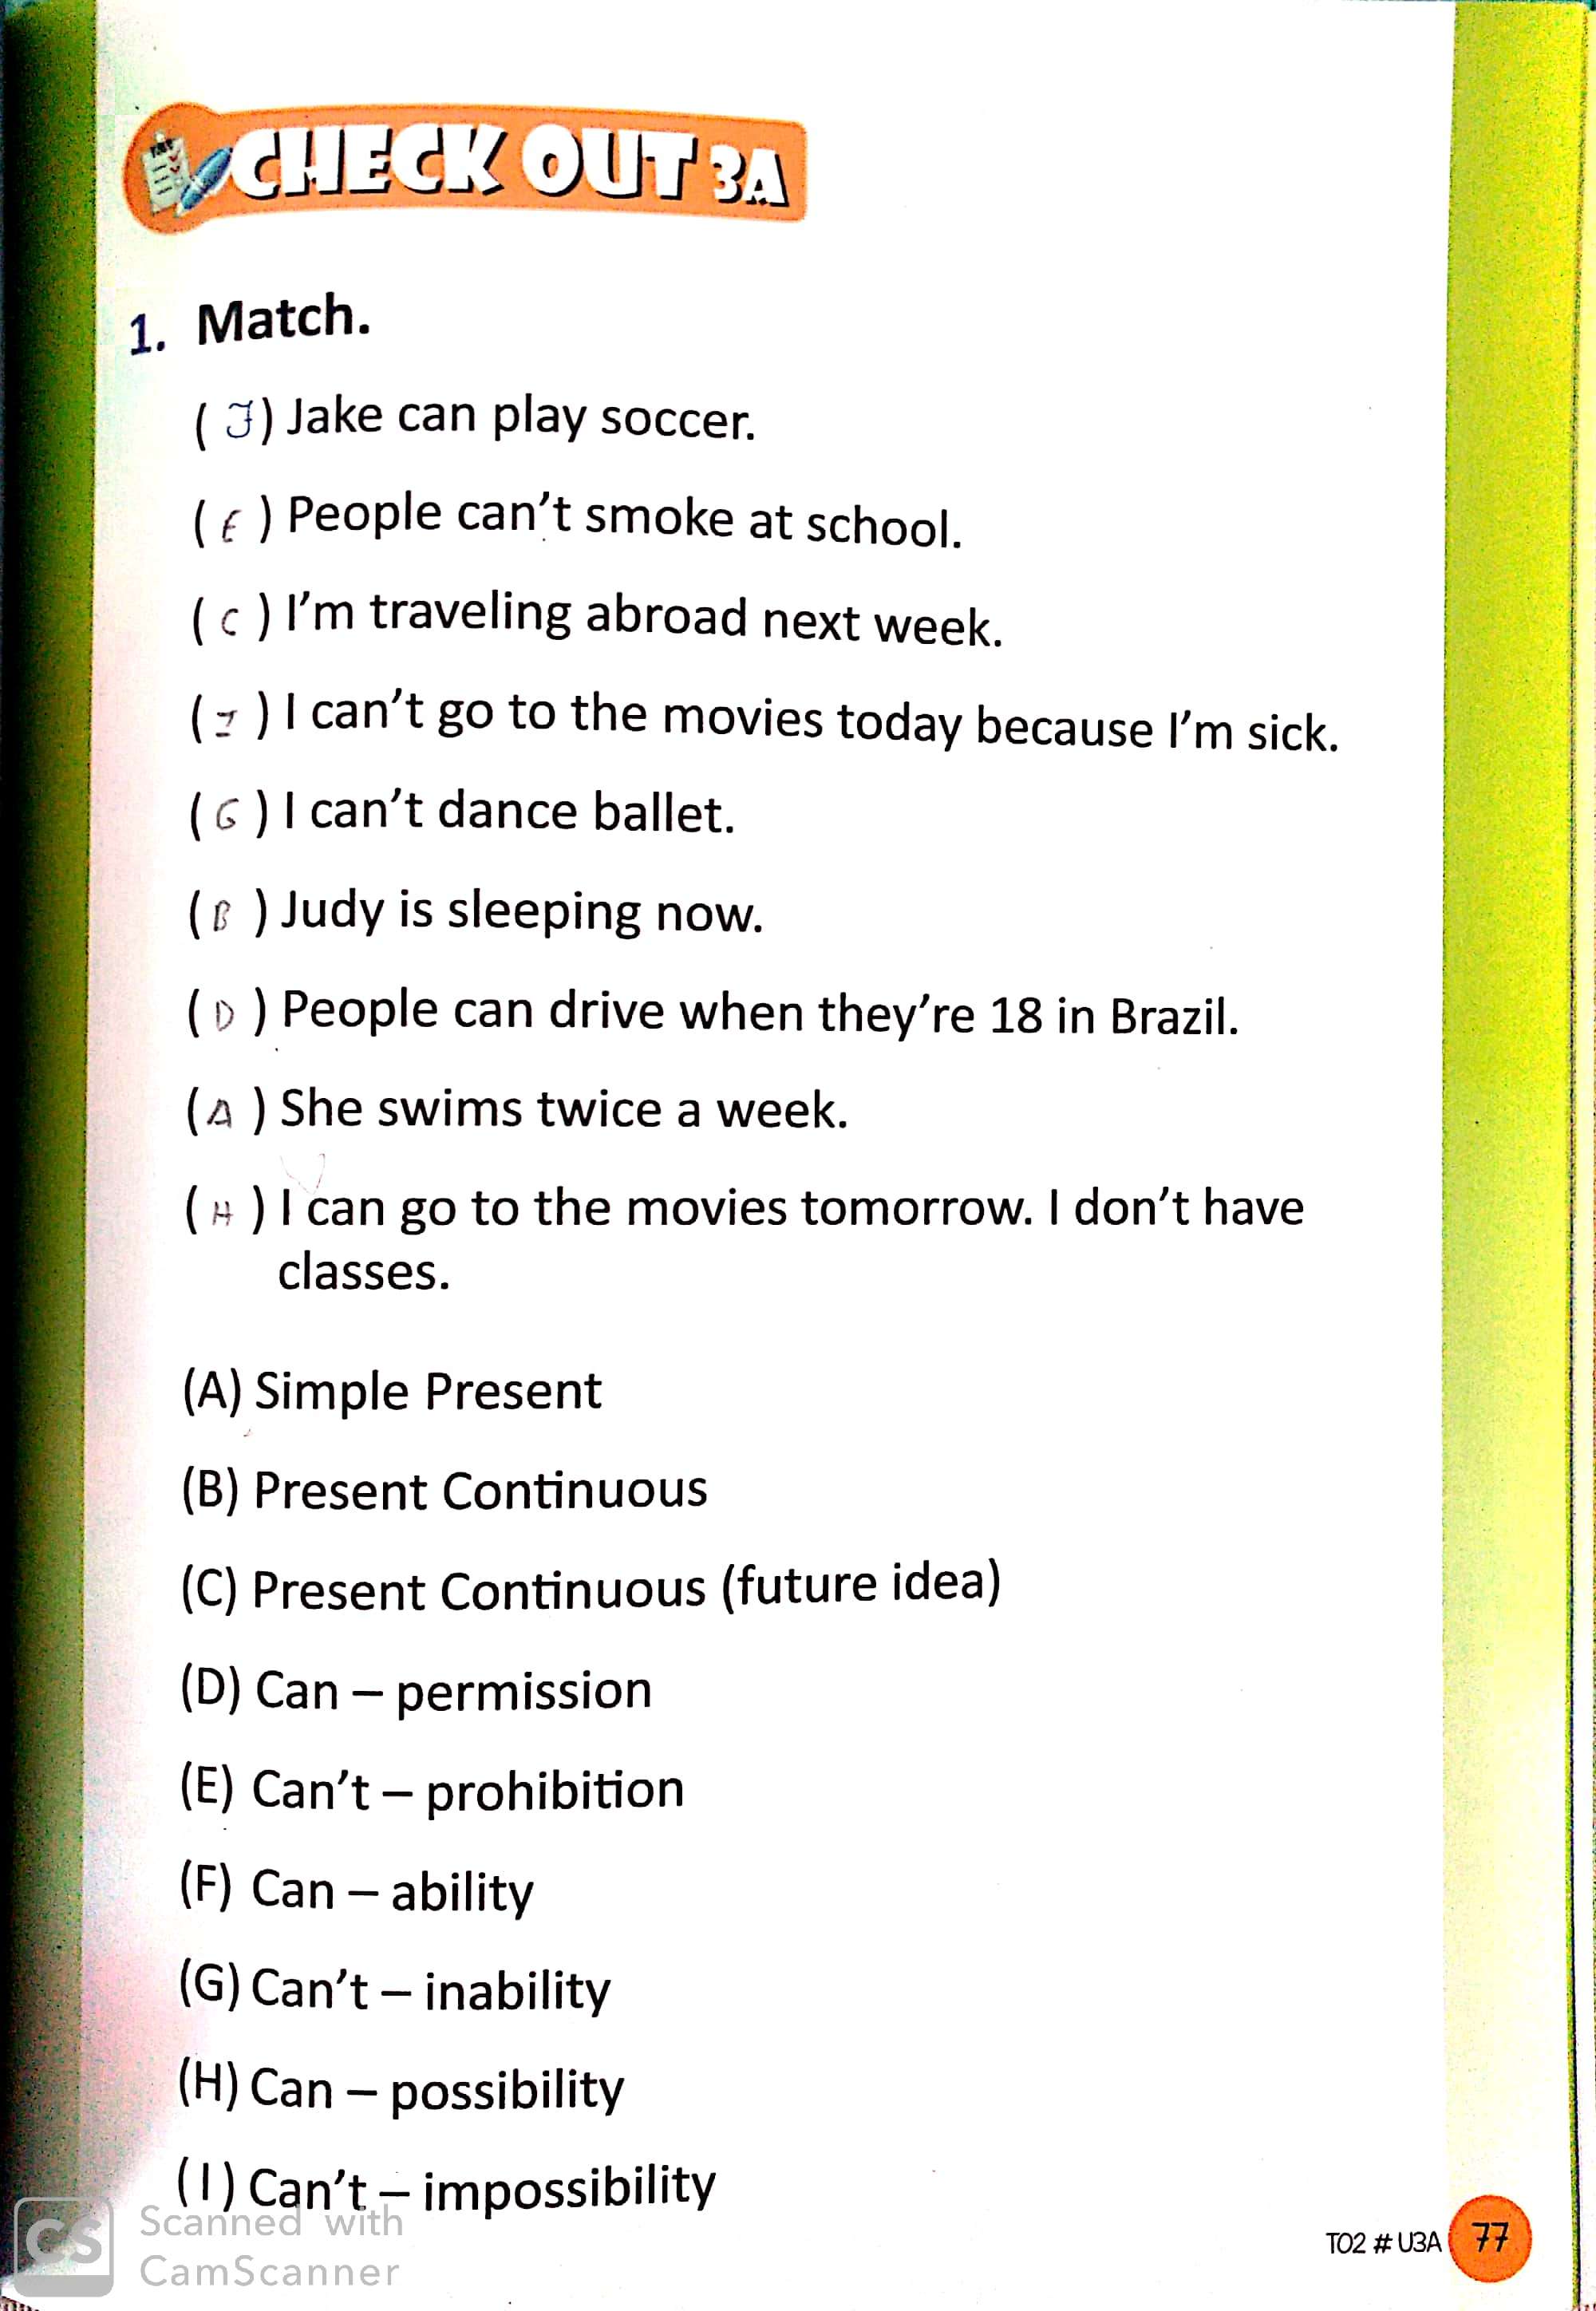 CHECK OUT 3A
1. Match.
(F) Jake can play soccer.
(E) People can't smoke at school.
(C) I'm traveling abroad next week.
(I) I can't go to the movies today because I'm sick.
(G) I can't dance ballet.
(B) Judy is sleeping now.
(D) People can drive when they're 18 in Brazil.
(A) She swims twice a week.
(H) I can go to the movies tomorrow. I don't have
classes.
(A) Simple Present
(B) Present Continuous
(C) Present Continuous (future idea)
(D) Can – permission
(E) Can't – prohibition
(F) Can – ability
(G) Can't – inability
(H) Can – possibility
(I) Can't – impossibility
TO2 # U3A 77
CS Scanned with
CamScanner